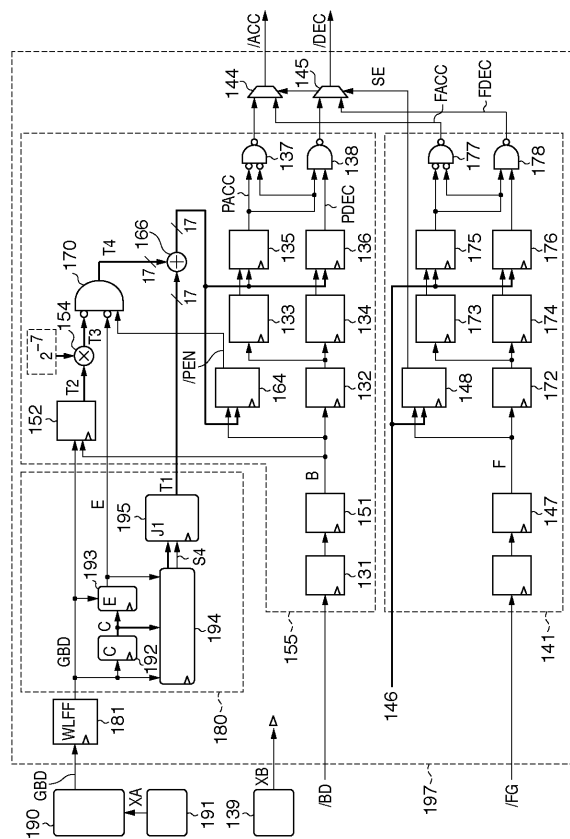 /ACC
/DEC
144
145
SE
FACC
FDEC
137
138
177
178
PACC
PDEC
166
17
17
17
T4
170
135
136
175
176
154
T3
2⁻⁷
T2
133
134
173
174
/PEN
152
164
132
148
172
E
T1
B
F
195
J1
S4
151
147
193
E
C
194
131
C
192
GBD
155
141
180
146
WLFF
181
GBD
XB
197
190
XA
191
139
/BD
/FG